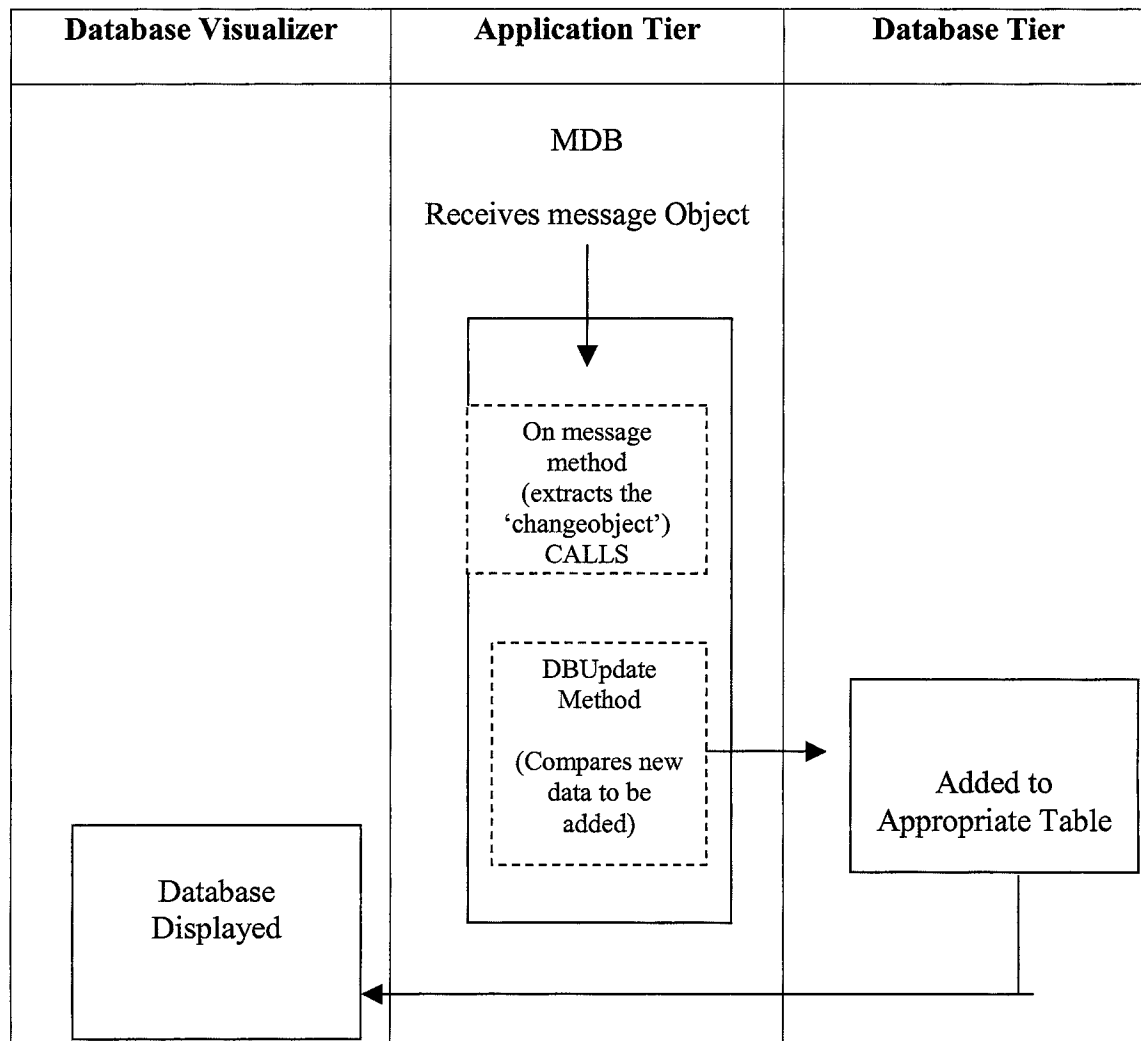 Database Visualizer
Application Tier
Database Tier
MDB
Receives message Object
On message
method
(extracts the
‘changeobject’)
CALLS
DBUpdate
Method
(Compares new
data to be
added)
Added to
Appropriate Table
Database
Displayed